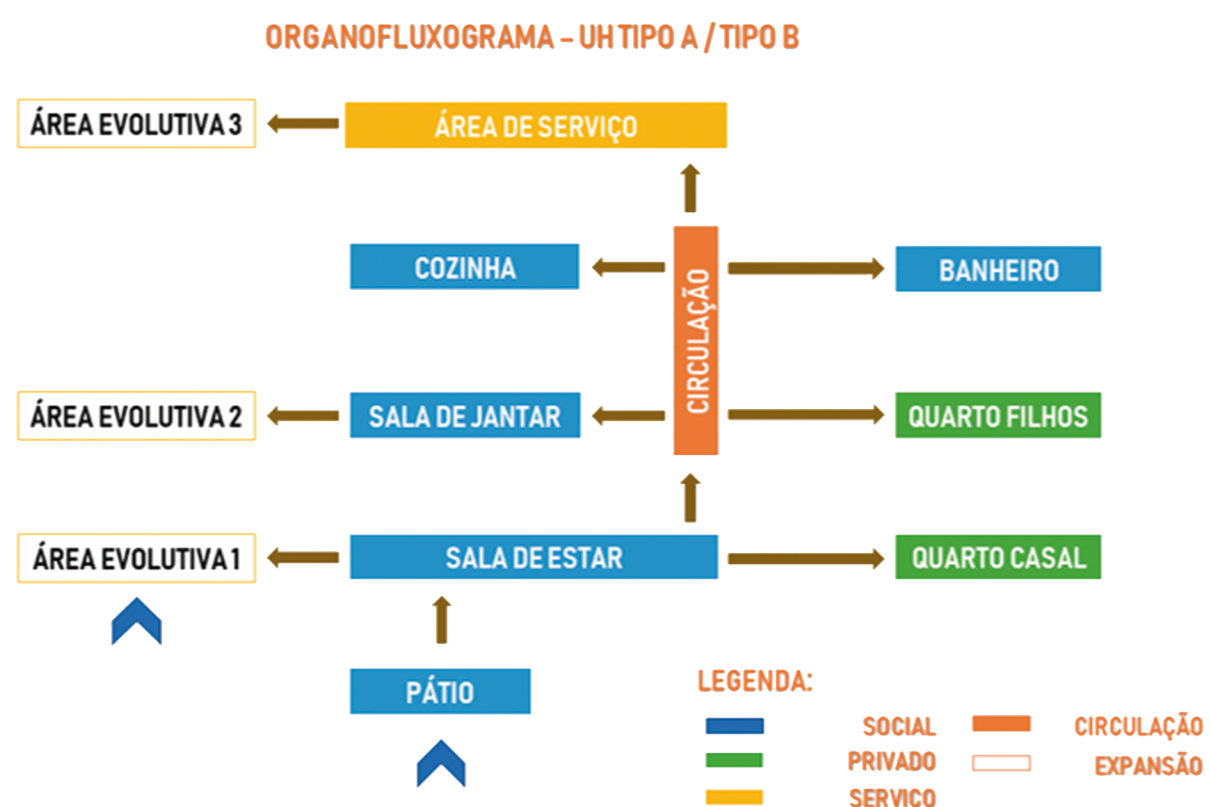 ORGANOFLUXOGRAMA – UH TIPO A / TIPO B
ÁREA EVOLUTIVA 3
ÁREA DE SERVIÇO
COZINHA
CIRCULAÇÃO
BANHEIRO
ÁREA EVOLUTIVA 2
SALA DE JANTAR
QUARTO FILHOS
ÁREA EVOLUTIVA 1
SALA DE ESTAR
QUARTO CASAL
PÁTIO
LEGENDA:
SOCIAL
CIRCULAÇÃO
PRIVADO
EXPANSÃO
SERVICO